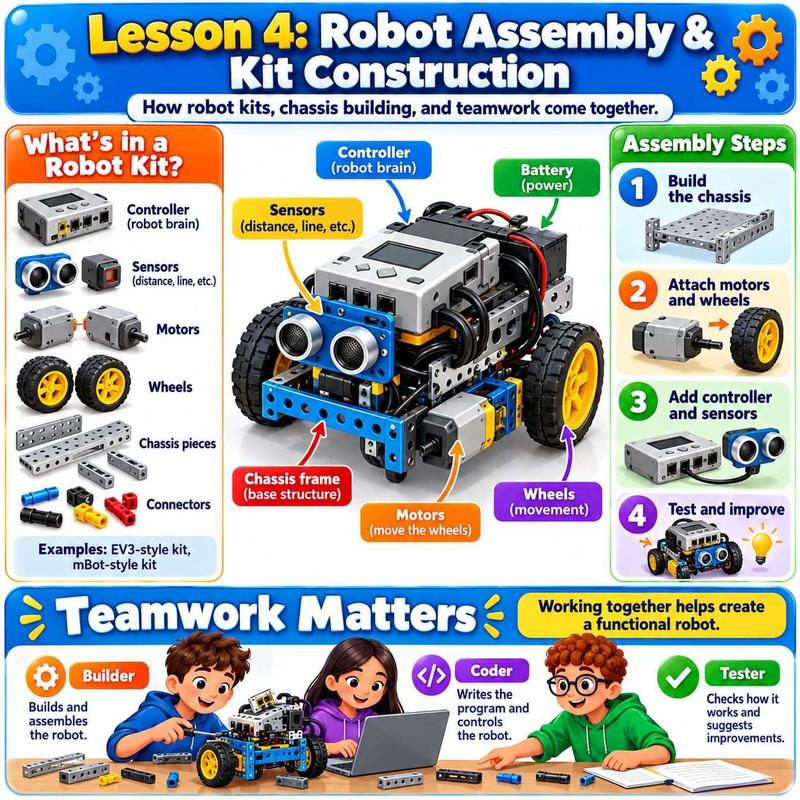 Lesson 4: Robot Assembly &
Kit Construction
How robot kits, chassis building, and teamwork come together.
What's in a
Robot Kit?
Controller
(robot brain)
Sensors
(distance, line, etc.)
Motors
Wheels
Chassis pieces
Connectors
Examples: EV3-style kit,
mBot-style kit
Controller
(robot brain)
Battery
(power)
Sensors
(distance, line, etc.)
Chassis frame
(base structure)
Motors
(move the wheels)
Wheels
(movement)
Assembly Steps
1 Build
the chassis
2 Attach motors
and wheels
3 Add controller
and sensors
4 Test and improve
Teamwork Matters
Working together helps create
a functional robot.
Builder
Builds and
assembles
the robot.
</> Coder
Writes the
program and
controls
the robot.
Tester
Checks how it
works and
suggests
improvements.